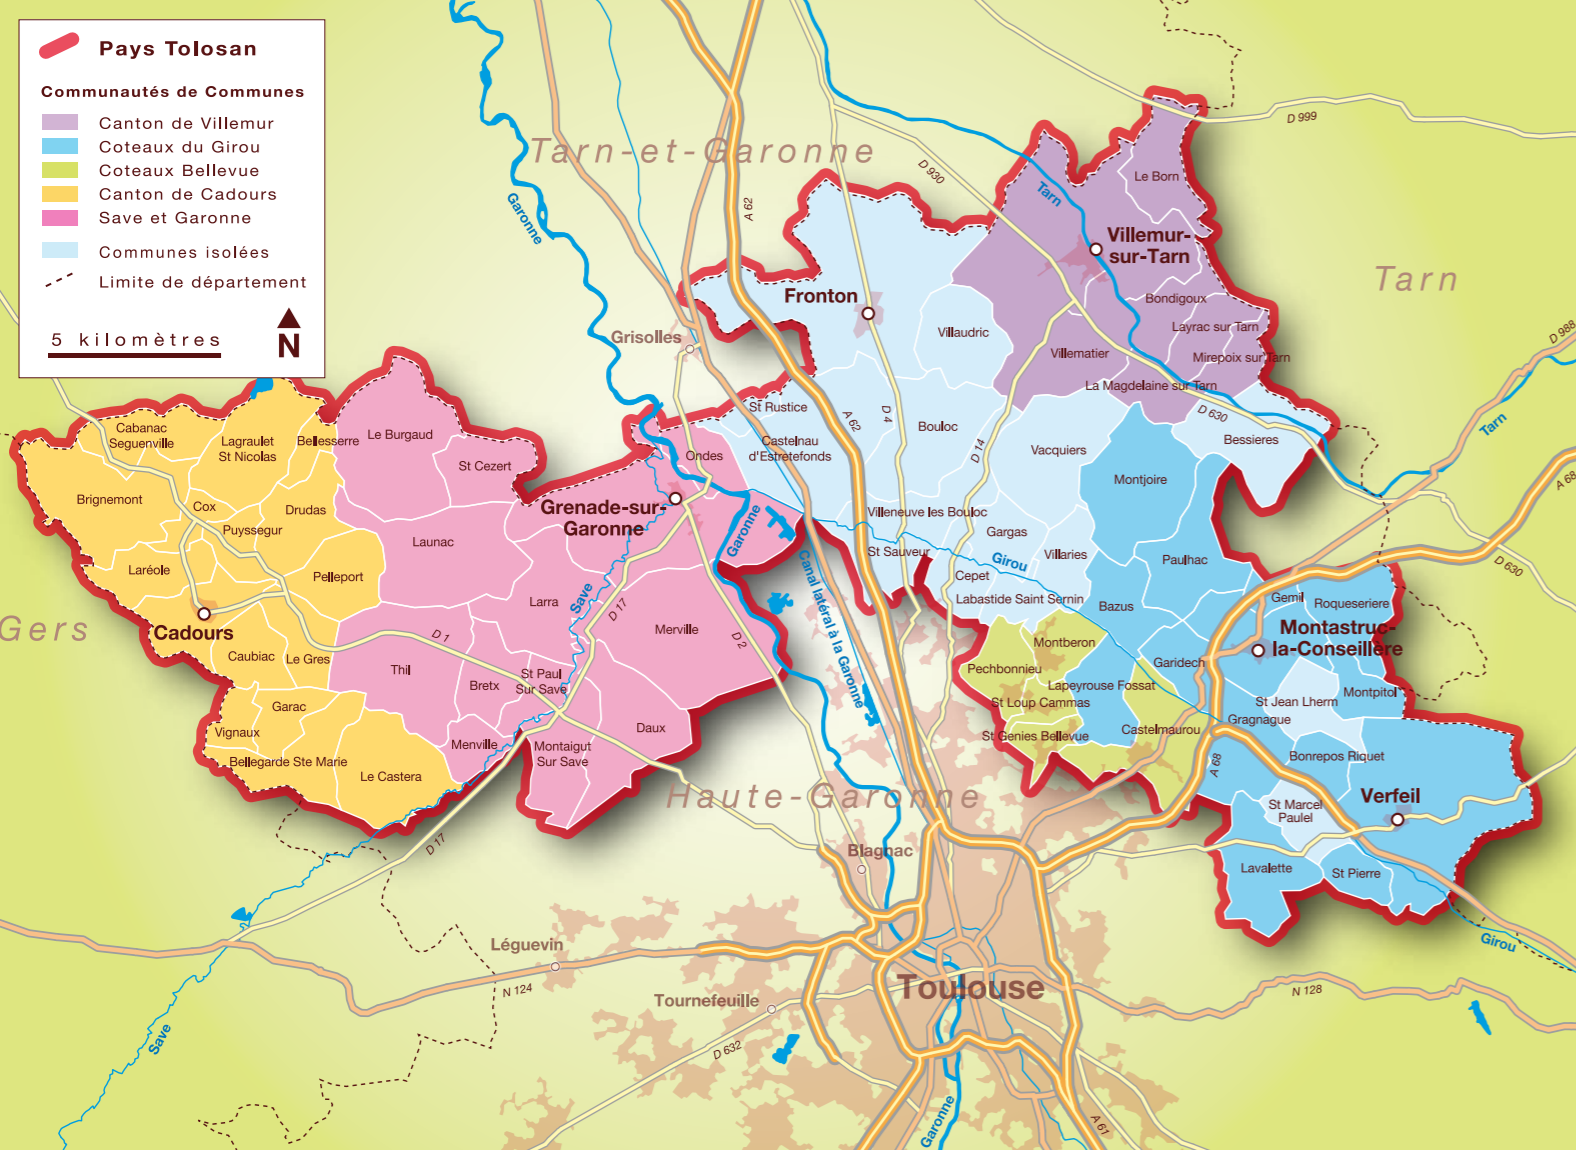 Pays Tolosan
Communautés de Communes
Canton de Villemur
Coteaux du Girou
Coteaux Bellevue
Canton de Cadours
Save et Garonne
Communes isolées
Limite de département
5 kilomètres
N
Tarn-et-Garonne
Tarn
Gers
Haute-Garonne
Garonne
A 62
D 930
D 999
Tarn
Le Born
Villemur-
sur-Tarn
Bondigoux
Layrac sur Tarn
Mirepoix sur Tarn
Villematier
La Magdelaine sur Tarn
D 630
Bessieres
D 988
Tarn
A 68
D 630
Fronton
Villaudric
Grisolles
St Rustice
Castelnau
d'Estretefonds
A 62
D 4
Bouloc
D 14
Vacquiers
Villeneuve les Bouloc
Gargas
St Sauveur
Girou
Villaries
Cepet
Labastide Saint Sernin
Montjoire
Paulhac
Bazus
Gemil
Roqueseriere
Montastruc-
la-Conseillère
Garidech
Montberon
Pechbonnieu
Lapeyrouse Fossat
St Loup Cammas
St Genies Bellevue
Castelmaurou
St Jean Lherm
Montpitol
Gragnague
Bonrepos Riquet
A 68
St Marcel
Paulel
Verfeil
Lavalette
St Pierre
Girou
Cabanac
Seguenville
Lagraulet
St Nicolas
Bellesserre
Le Burgaud
St Cezert
Brignemont
Cox
Drudas
Puyssegur
Launac
Laréole
Pelleport
Cadours
D 1
Caubiac
Le Gres
Thil
Bretx
St Paul
Sur Save
Larra
Save
D 17
Merville
D 2
Ondes
Grenade-sur-
Garonne
Garonne
Canal latéral à la Garonne
Garac
Vignaux
Bellegarde Ste Marie
Le Castera
Menville
Montaigut
Sur Save
Daux
D 17
Blagnac
Léguevin
N 124
Tournefeuille
Toulouse
D 632
N 128
Save
Garonne
A 61